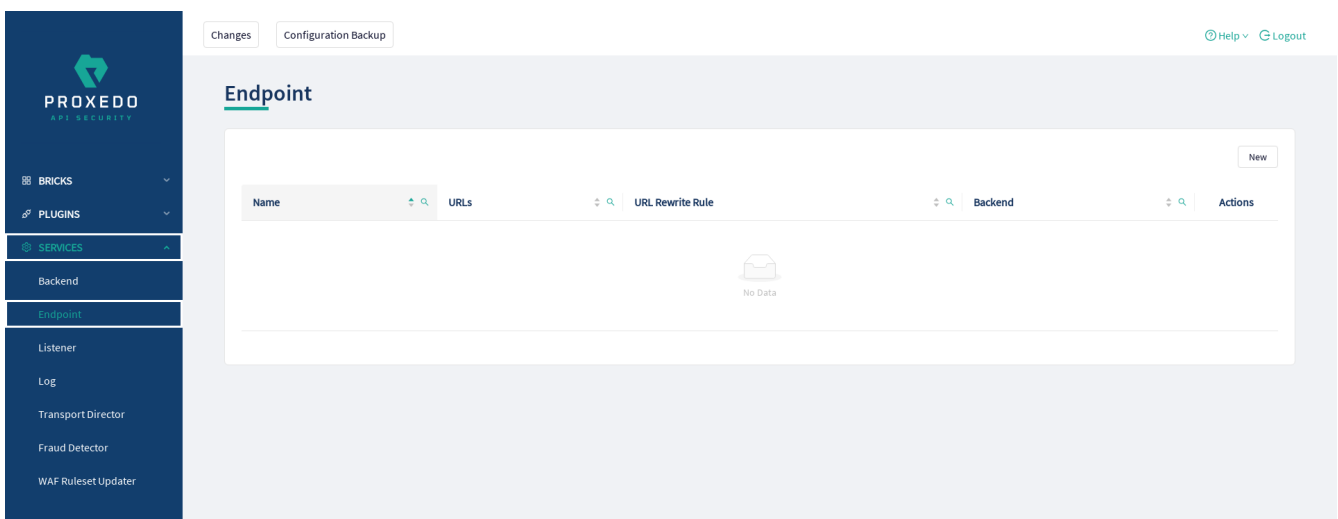 PROXEDO
API SECURITY
BRICKS
PLUGINS
SERVICES
Backend
Endpoint
Listener
Log
Transport Director
Fraud Detector
WAF Ruleset Updater
Changes Configuration Backup Help Logout
Endpoint
New
Name URLs URL Rewrite Rule Backend Actions
No Data